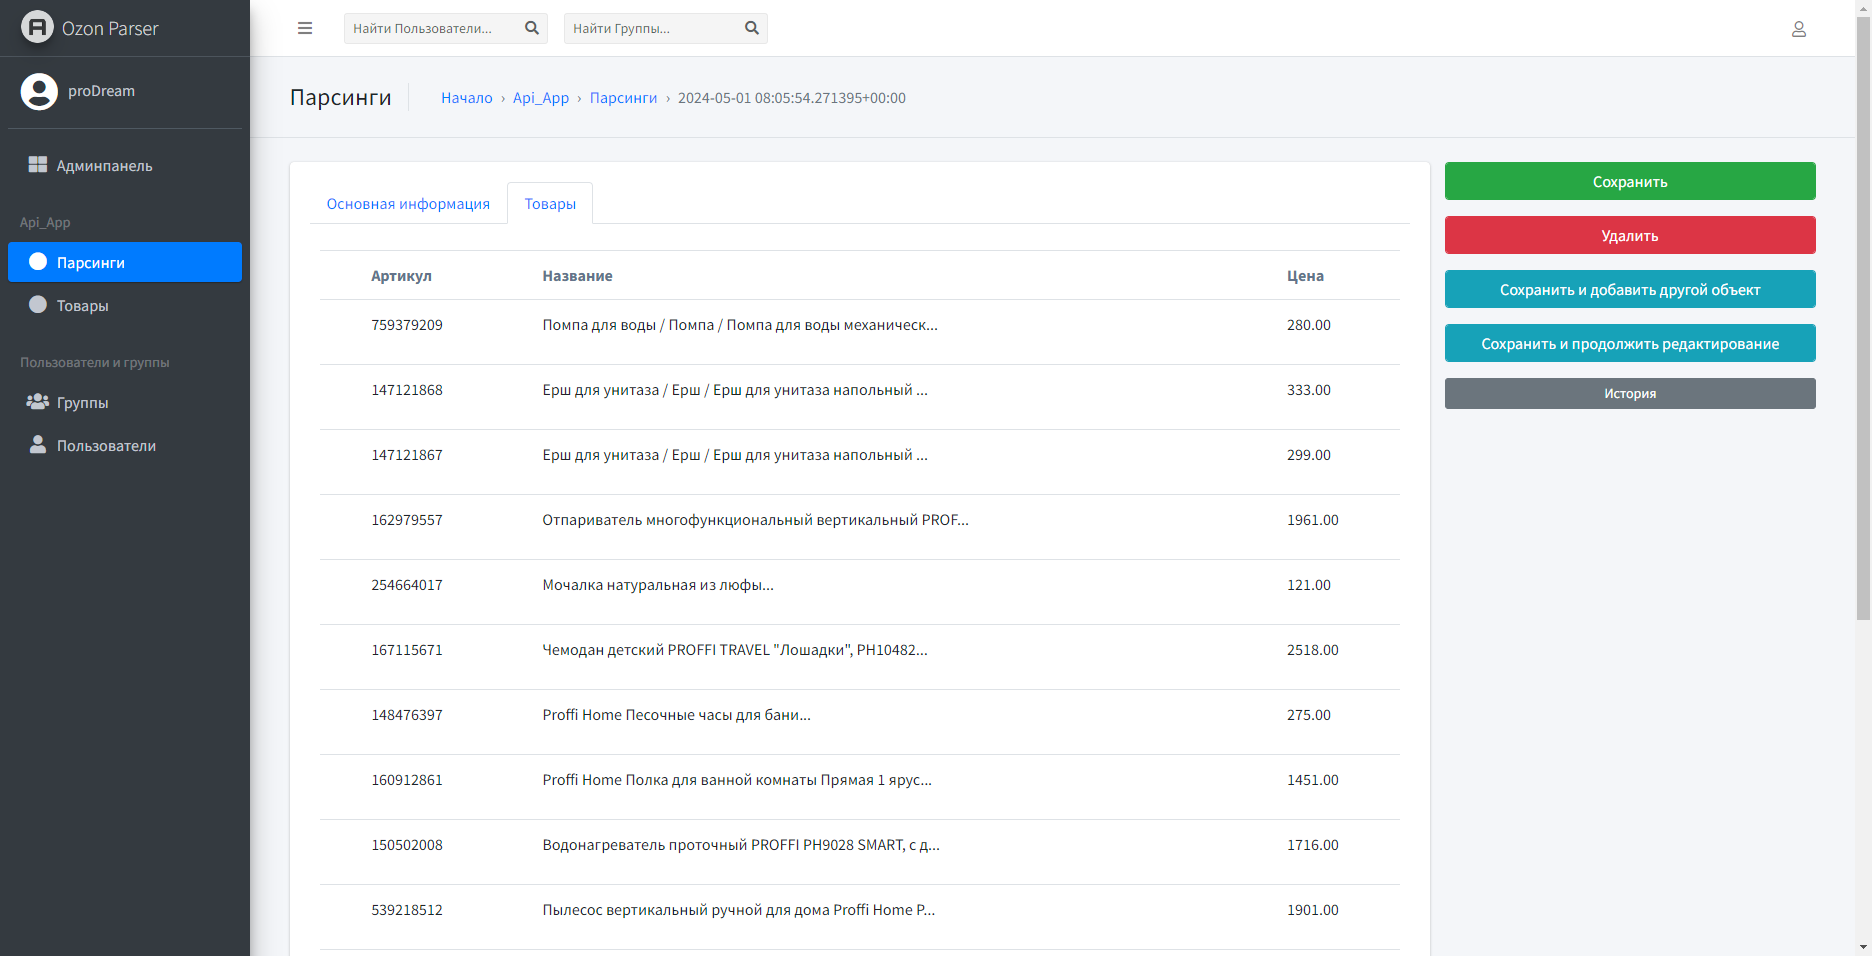 Ozon Parser
Найти Пользователи...
Найти Группы...
proDream
Парсинги
Начало › Api_App › Парсинги › 2024-05-01 08:05:54.271395+00:00
Админпанель
Api_App
Парсинги
Товары
Пользователи и группы
Группы
Пользователи
Основная информация
Товары
Артикул Название Цена
759379209 Помпа для воды / Помпа / Помпа для воды механическ... 280.00
147121868 Ерш для унитаза / Ерш / Ерш для унитаза напольный ... 333.00
147121867 Ерш для унитаза / Ерш / Ерш для унитаза напольный ... 299.00
162979557 Отпариватель многофункциональный вертикальный PROF... 1961.00
254664017 Мочалка натуральная из люфы... 121.00
167115671 Чемодан детский PROFFI TRAVEL "Лошадки", PH10482... 2518.00
148476397 Proffi Home Песочные часы для бани... 275.00
160912861 Proffi Home Полка для ванной комнаты Прямая 1 ярус... 1451.00
150502008 Водонагреватель проточный PROFFI PH9028 SMART, с д... 1716.00
539218512 Пылесос вертикальный ручной для дома Proffi Home P... 1901.00
Сохранить
Удалить
Сохранить и добавить другой объект
Сохранить и продолжить редактирование
История